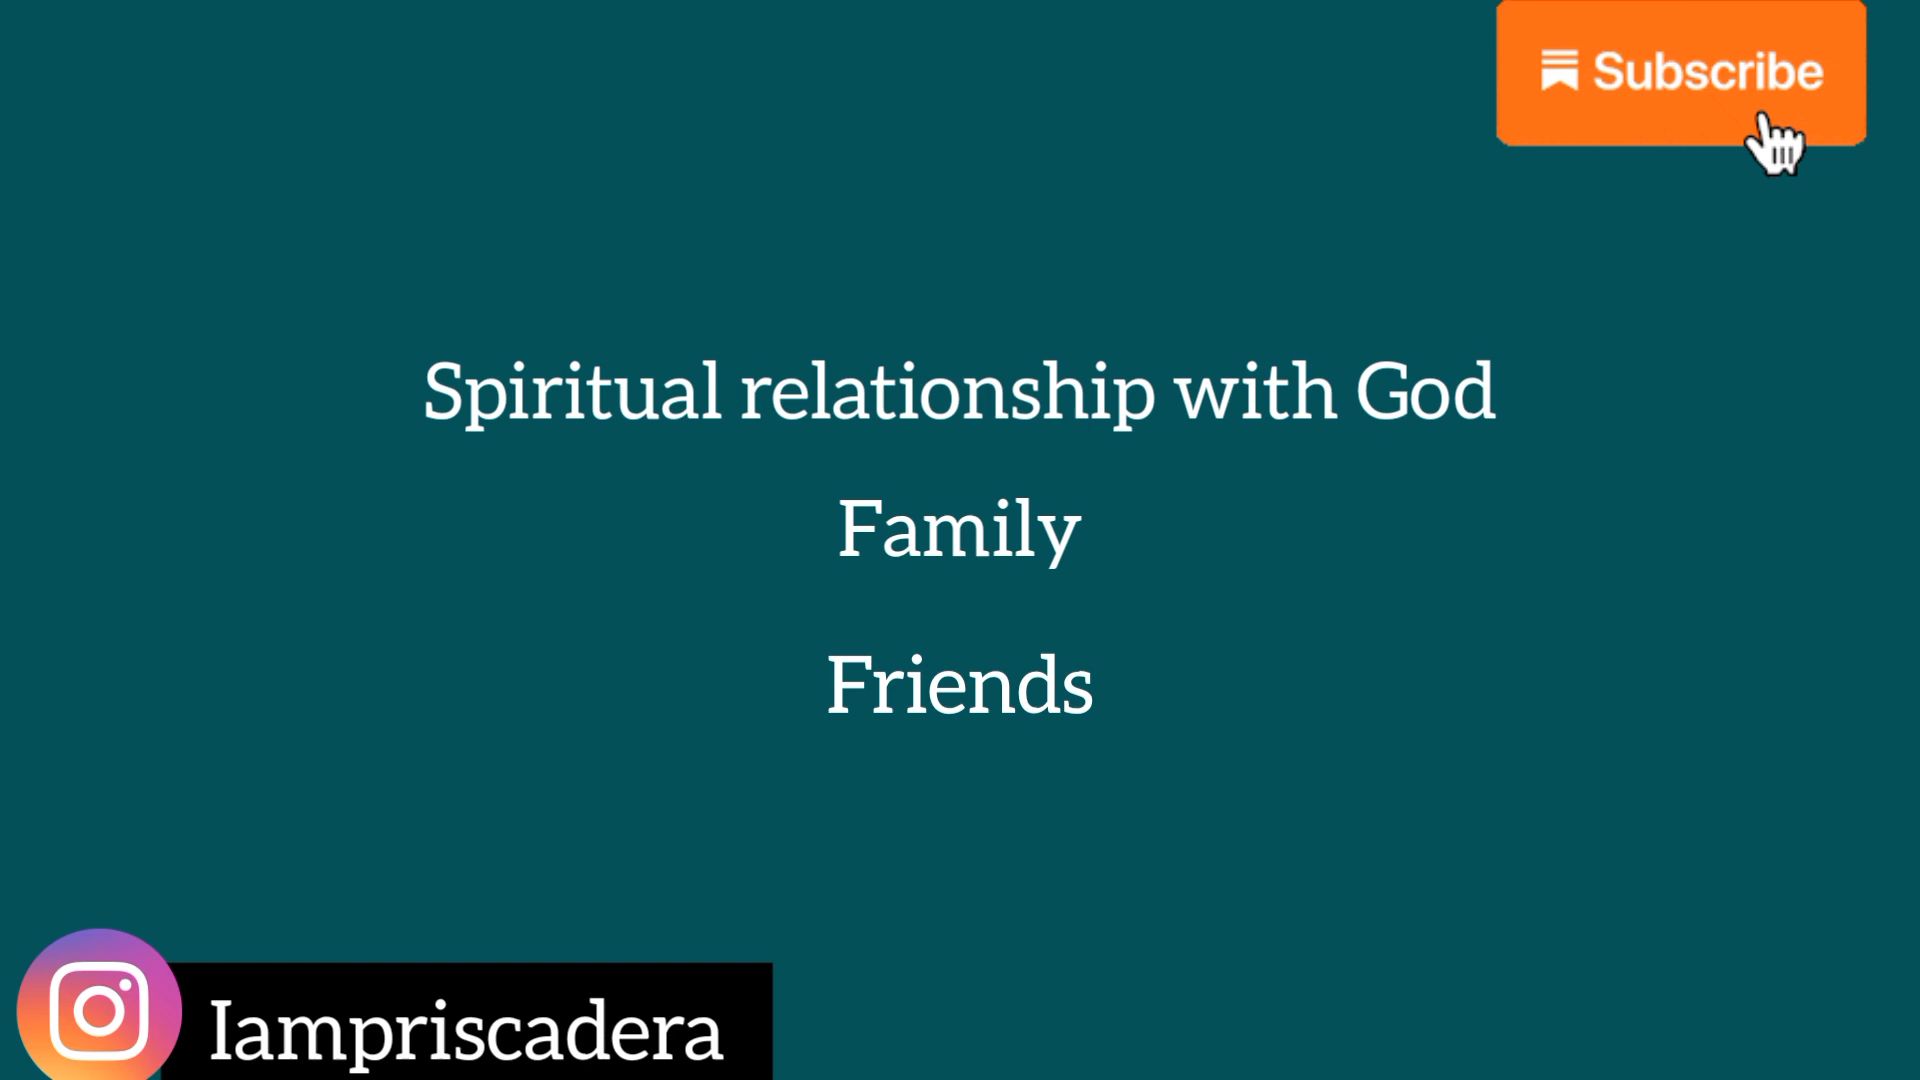 Subscribe
Spiritual relationship with God
Family
Friends
Iampriscadera